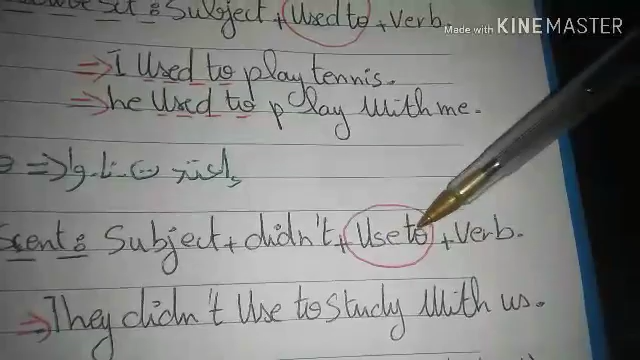 Made with KINEMASTER
Subject + Used to + verb.
⇒ I Used to play tennis.
⇒ he Used to play with me.
Subject + didn't + Use to + verb.
⇒ They didn't Use to study with us.